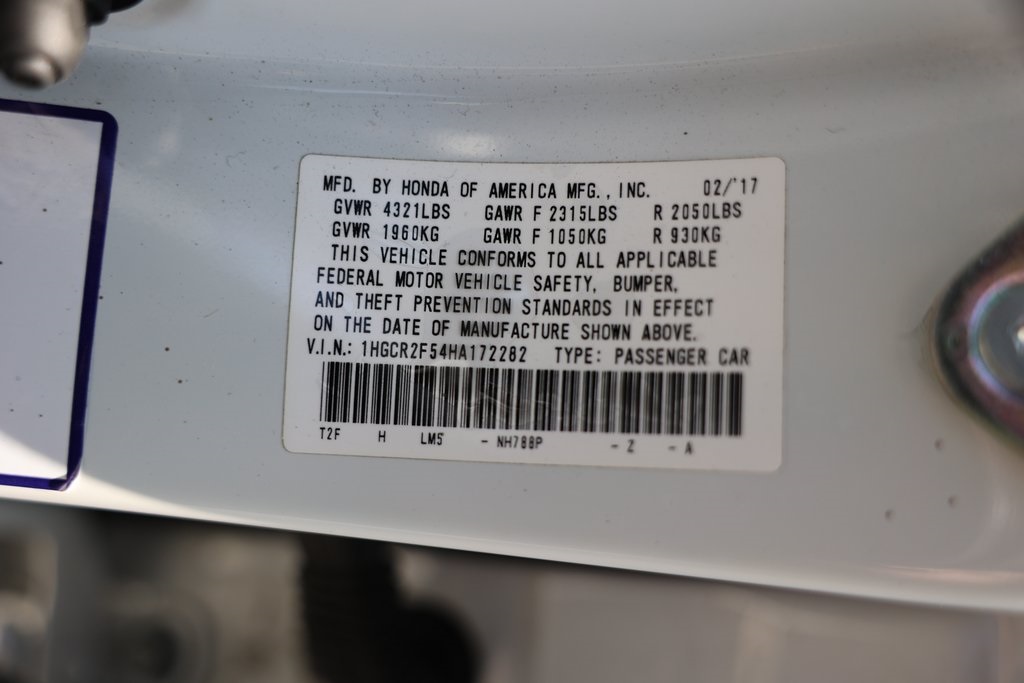 MFD. BY HONDA OF AMERICA MFG., INC. 02/'17
GVWR 4321LBS GAWR F 2315LBS R 2050LBS
GVWR 1960KG GAWR F 1050KG R 930KG
THIS VEHICLE CONFORMS TO ALL APPLICABLE
FEDERAL MOTOR VEHICLE SAFETY, BUMPER,
AND THEFT PREVENTION STANDARDS IN EFFECT
ON THE DATE OF MANUFACTURE SHOWN ABOVE.
V.I.N.: 1HGCR2F54HA172282 TYPE: PASSENGER CAR
T2F H LM5 - NH788P - Z - A